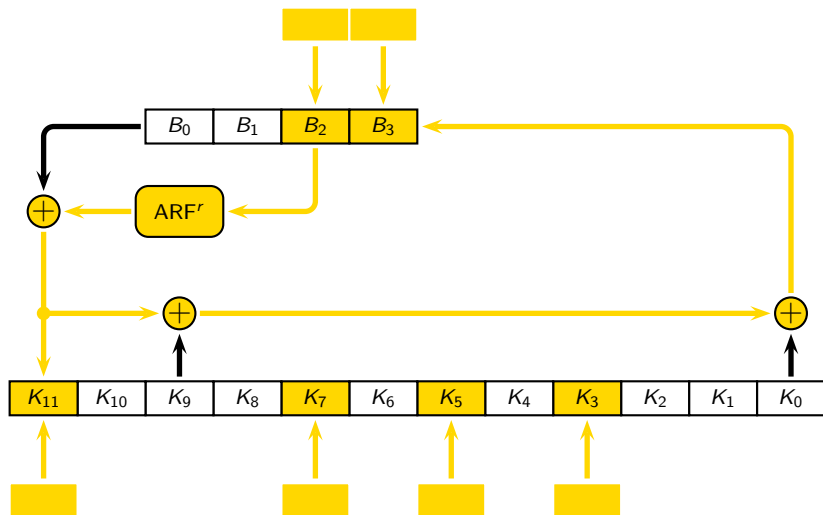 B₀ B₁ B₂ B₃
+ ARFʳ
+ +
K₁₁ K₁₀ K₉ K₈ K₇ K₆ K₅ K₄ K₃ K₂ K₁ K₀